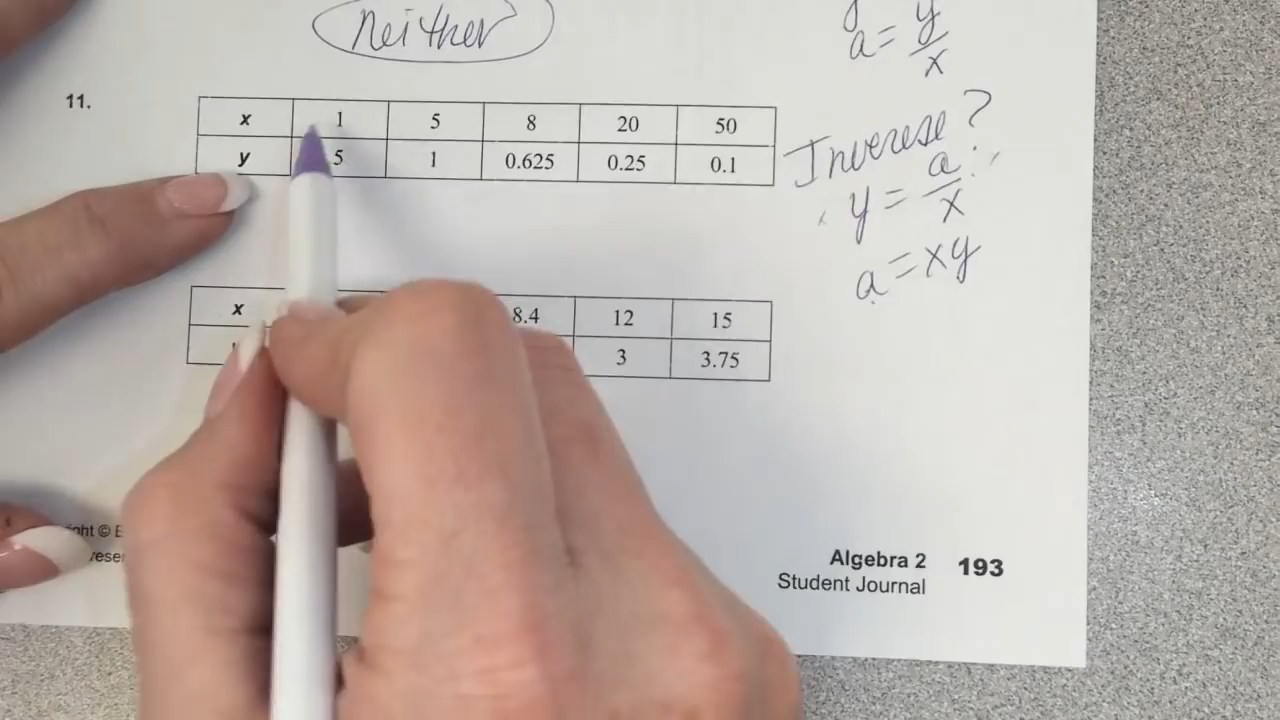 neither
a = y/x
11.
x 1 5 8 20 50
y 5 1 0.625 0.25 0.1
Inverse?
y = a/x
a = xy
x 8.4 12 15
3 3.75
Algebra 2 193
Student Journal